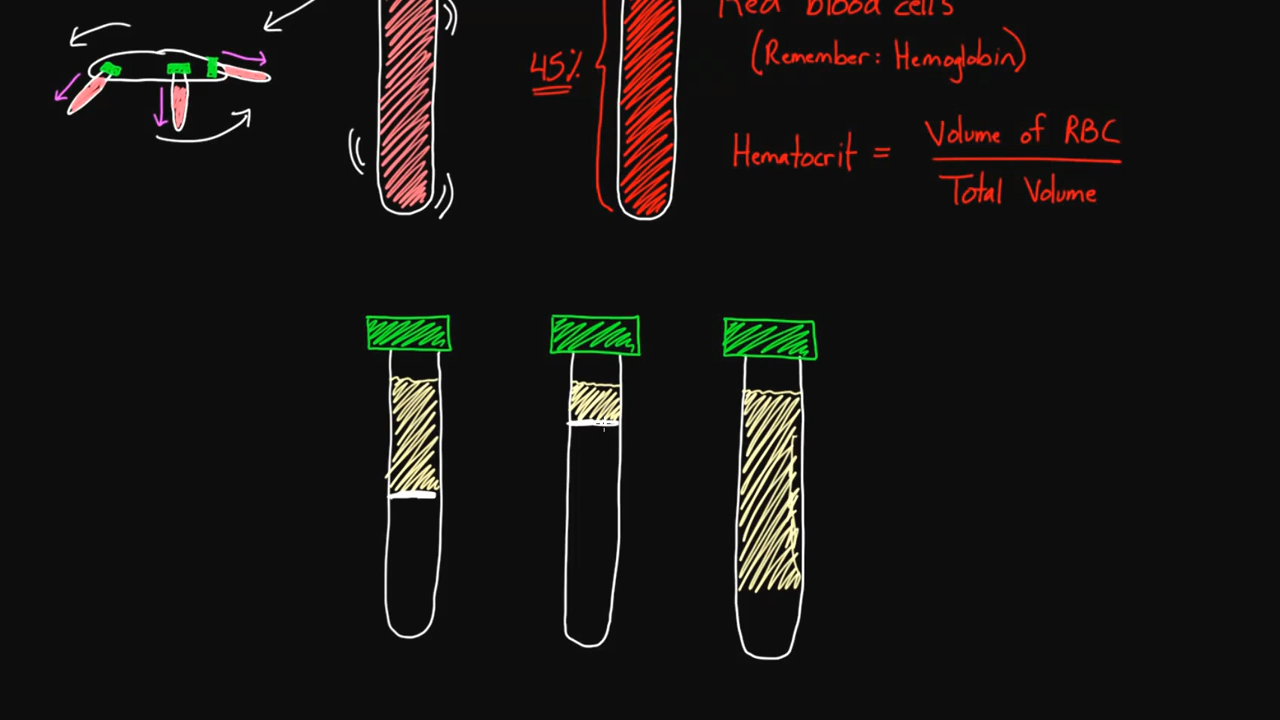 Red blood cells
45%
(Remember: Hemoglobin)
Hematocrit = Volume of RBC
Total Volume